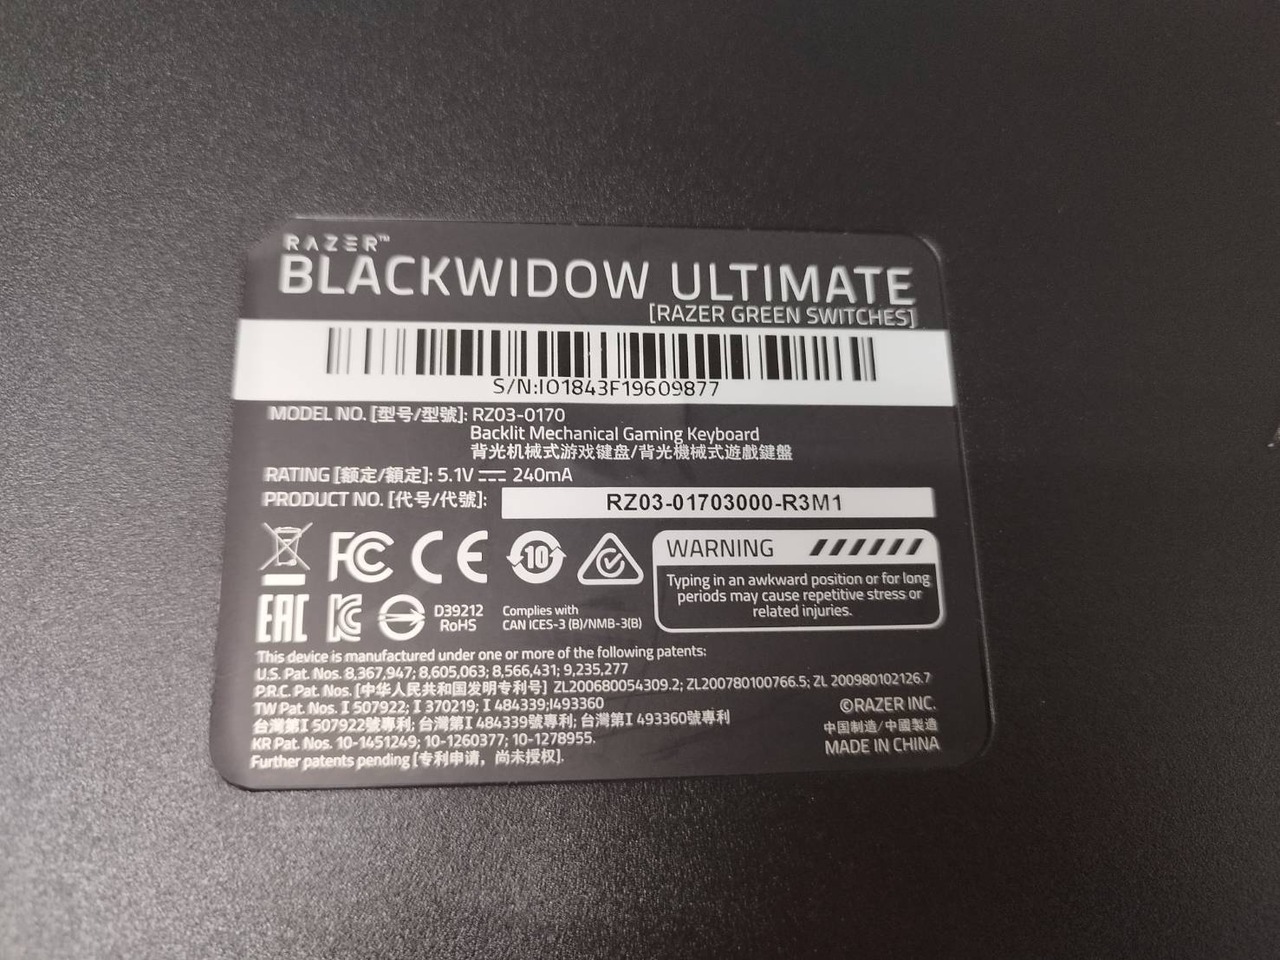 RAZER™
BLACKWIDOW ULTIMATE
[RAZER GREEN SWITCHES]
S/N:IO1843F19609877
MODEL NO. [型号/型號]: RZ03-0170
Backlit Mechanical Gaming Keyboard
背光机械式游戏键盘/背光機械式遊戲鍵盤
RATING [额定/額定]: 5.1V ⎓ 240mA
PRODUCT NO. [代号/代號]: RZ03-01703000-R3M1
FC CE 10
WARNING
Typing in an awkward position or for long
periods may cause repetitive stress or
related injuries.
EAC
D39212
RoHS
Complies with
CAN ICES-3 (B)/NMB-3(B)
This device is manufactured under one or more of the following patents:
U.S. Pat. Nos. 8,367,947; 8,605,063; 8,566,431; 9,235,277
P.R.C. Pat. Nos. [中华人民共和国发明专利号] ZL200680054309.2; ZL200780100766.5; ZL 200980102126.7
TW Pat. Nos. I 507922; I 370219; I 484339;I493360
台灣第I 507922號專利; 台灣第I 484339號專利; 台灣第I 493360號專利
KR Pat. Nos. 10-1451249; 10-1260377; 10-1278955.
Further patents pending [专利申请，尚未授权].
©RAZER INC.
中国制造/中國製造
MADE IN CHINA